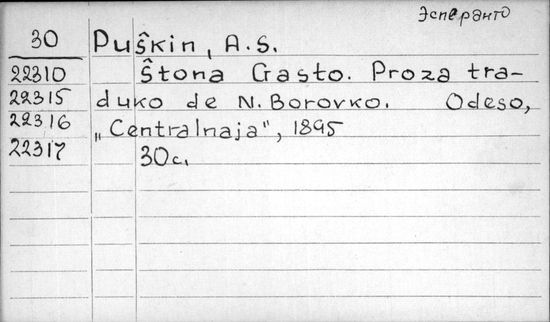 Эсперанто
30 Puŝkin, A.S.
22310 Ŝtona Gasto. Proza tra-
22315 duko de N. Borovko. Odeso,
22316 „Centralnaja", 1895
22317 30c.